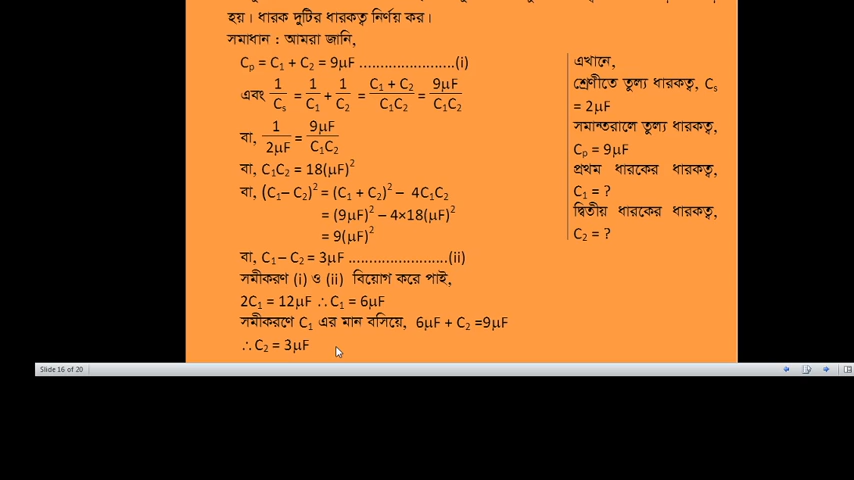 হয়। ধারক দুটির ধারকত্ব নির্ণয় কর।
সমাধান : আমরা জানি,
Cₚ = C₁ + C₂ = 9μF .......................(i)
এবং 1/Cₛ = 1/C₁ + 1/C₂ = (C₁ + C₂)/C₁C₂ = 9μF/C₁C₂
বা, 1/2μF = 9μF/C₁C₂
বা, C₁C₂ = 18(μF)²
বা, (C₁– C₂)² = (C₁ + C₂)² – 4C₁C₂
= (9μF)² – 4×18(μF)²
= 9(μF)²
বা, C₁ – C₂ = 3μF ........................(ii)
সমীকরণ (i) ও (ii) বিয়োগ করে পাই,
2C₁ = 12μF ∴ C₁ = 6μF
সমীকরণে C₁ এর মান বসিয়ে, 6μF + C₂ =9μF
∴ C₂ = 3μF
এখানে,
শ্রেণীতে তুল্য ধারকত্ব, Cₛ
= 2μF
সমান্তরালে তুল্য ধারকত্ব,
Cₚ = 9μF
প্রথম ধারকের ধারকত্ব,
C₁ = ?
দ্বিতীয় ধারকের ধারকত্ব,
C₂ = ?
Slide 16 of 20